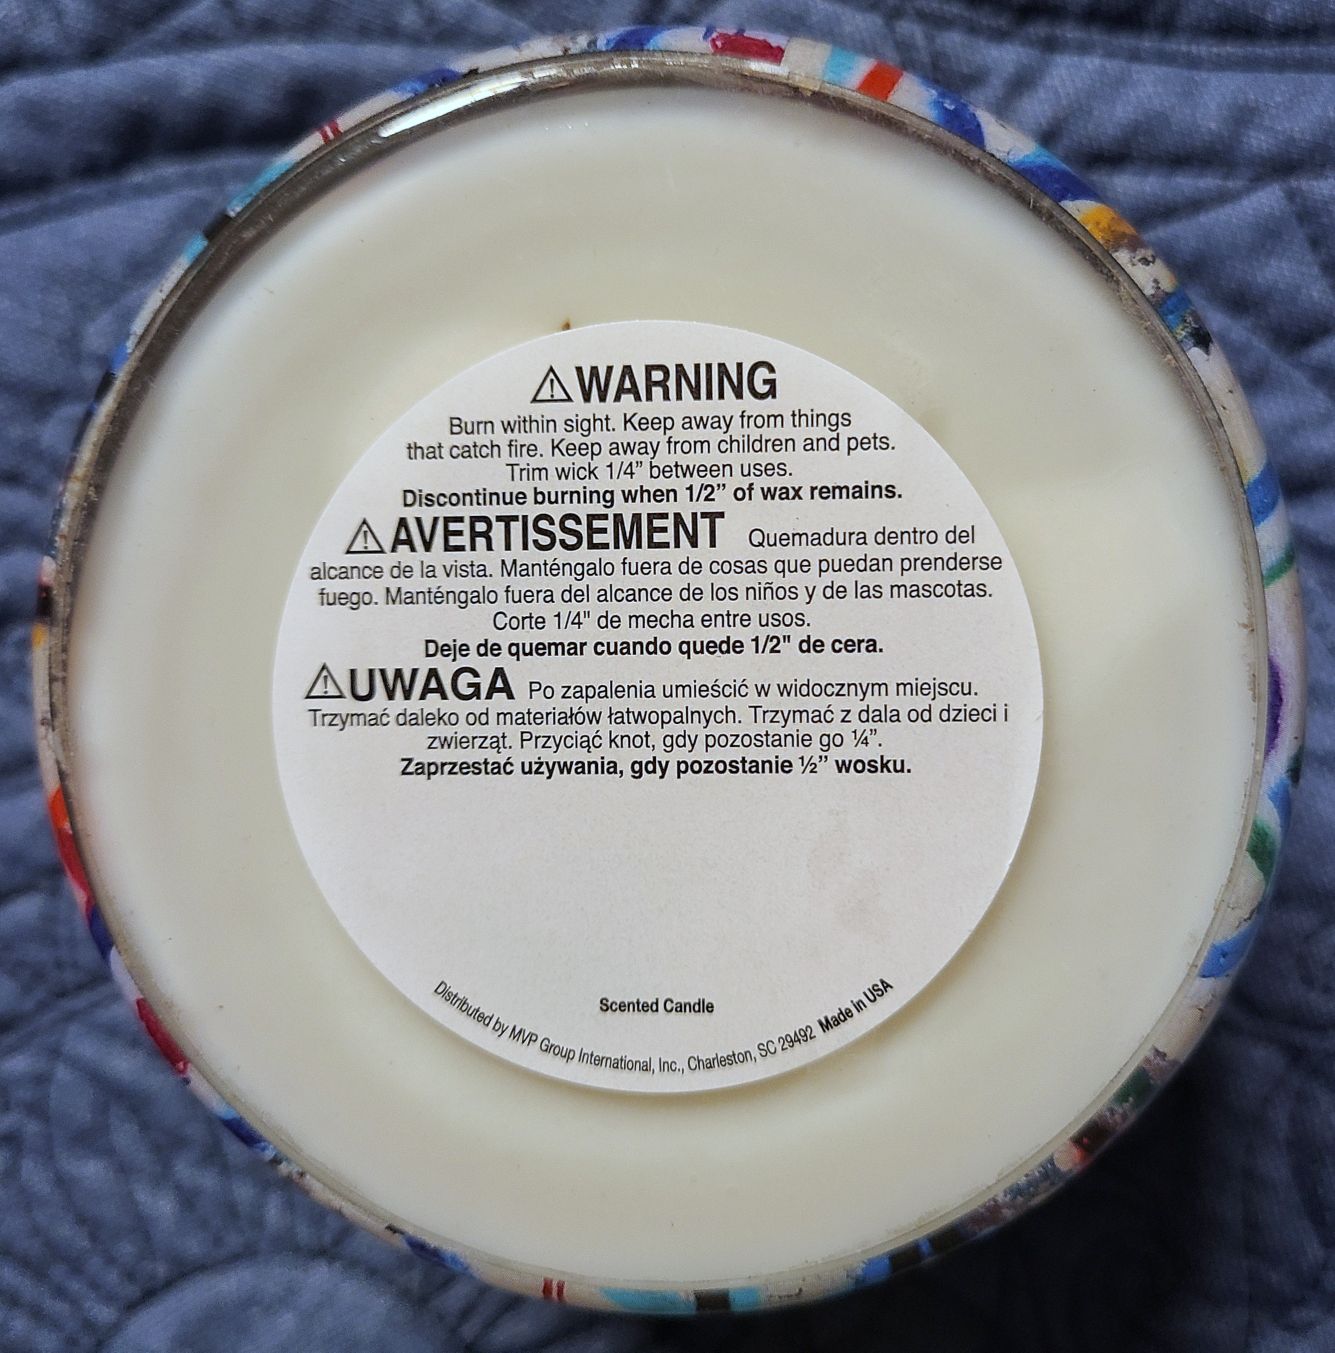 ⚠WARNING
Burn within sight. Keep away from things
that catch fire. Keep away from children and pets.
Trim wick 1/4” between uses.
Discontinue burning when 1/2” of wax remains.
⚠AVERTISSEMENT Quemadura dentro del
alcance de la vista. Manténgalo fuera de cosas que puedan prenderse
fuego. Manténgalo fuera del alcance de los niños y de las mascotas.
Corte 1/4" de mecha entre usos.
Deje de quemar cuando quede 1/2" de cera.
⚠UWAGA Po zapalenia umieścić w widocznym miejscu.
Trzymać daleko od materiałów łatwopalnych. Trzymać z dala od dzieci i
zwierząt. Przyciąć knot, gdy pozostanie go ¼”.
Zaprzestać używania, gdy pozostanie ½” wosku.
Scented Candle
Distributed by MVP Group International, Inc., Charleston, SC 29492 Made in USA